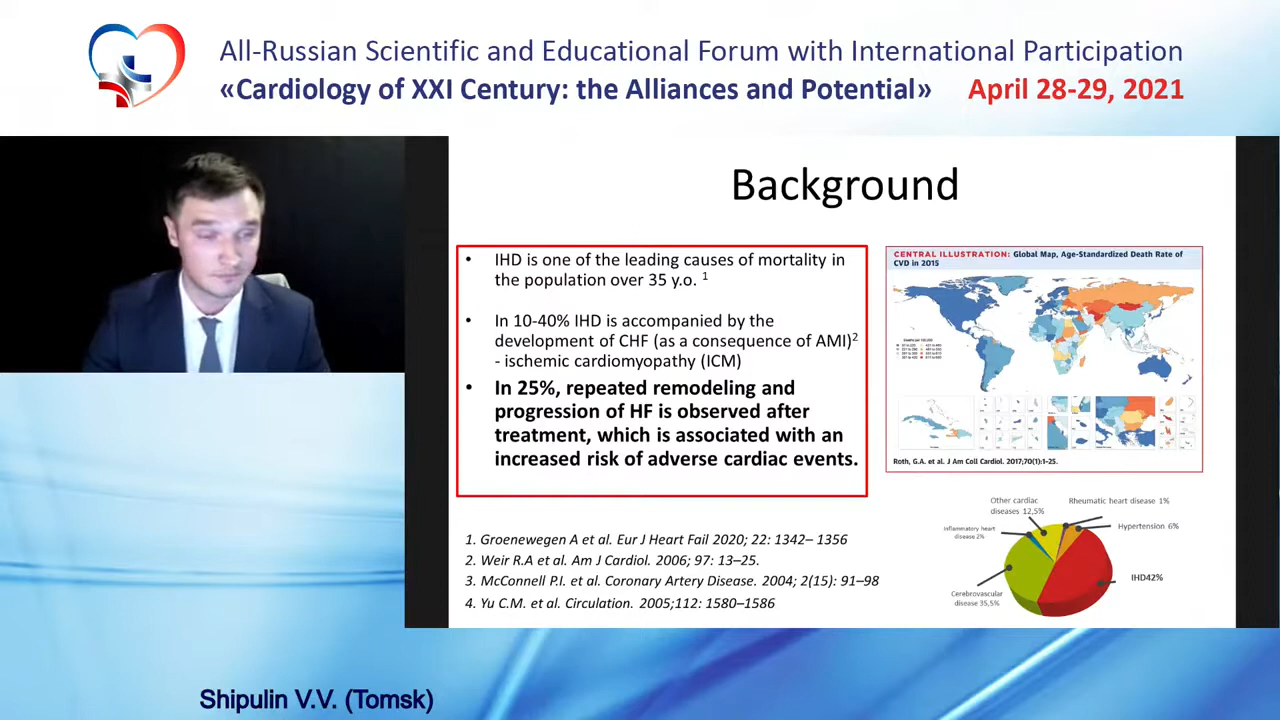 All-Russian Scientific and Educational Forum with International Participation
«Cardiology of XXI Century: the Alliances and Potential» April 28-29, 2021
Background
• IHD is one of the leading causes of mortality in
the population over 35 y.o. 1
• In 10-40% IHD is accompanied by the
development of CHF (as a consequence of AMI)2
- ischemic cardiomyopathy (ICM)
• In 25%, repeated remodeling and
progression of HF is observed after
treatment, which is associated with an
increased risk of adverse cardiac events.
CENTRAL ILLUSTRATION: Global Map, Age-Standardized Death Rate of
CVD in 2015
Roth, G.A. et al. J Am Coll Cardiol. 2017;70(1):1-25.
1. Groenewegen A et al. Eur J Heart Fail 2020; 22: 1342– 1356
2. Weir R.A et al. Am J Cardiol. 2006; 97: 13–25.
3. McConnell P.I. et al. Coronary Artery Disease. 2004; 2(15): 91–98
4. Yu C.M. et al. Circulation. 2005;112: 1580–1586
Other cardiac
diseases 12,5%
Rheumatic heart disease 1%
Inflammatory heart
disease 2%
Hypertension 6%
IHD42%
Cerebrovascular
disease 35,5%
Shipulin V.V. (Tomsk)